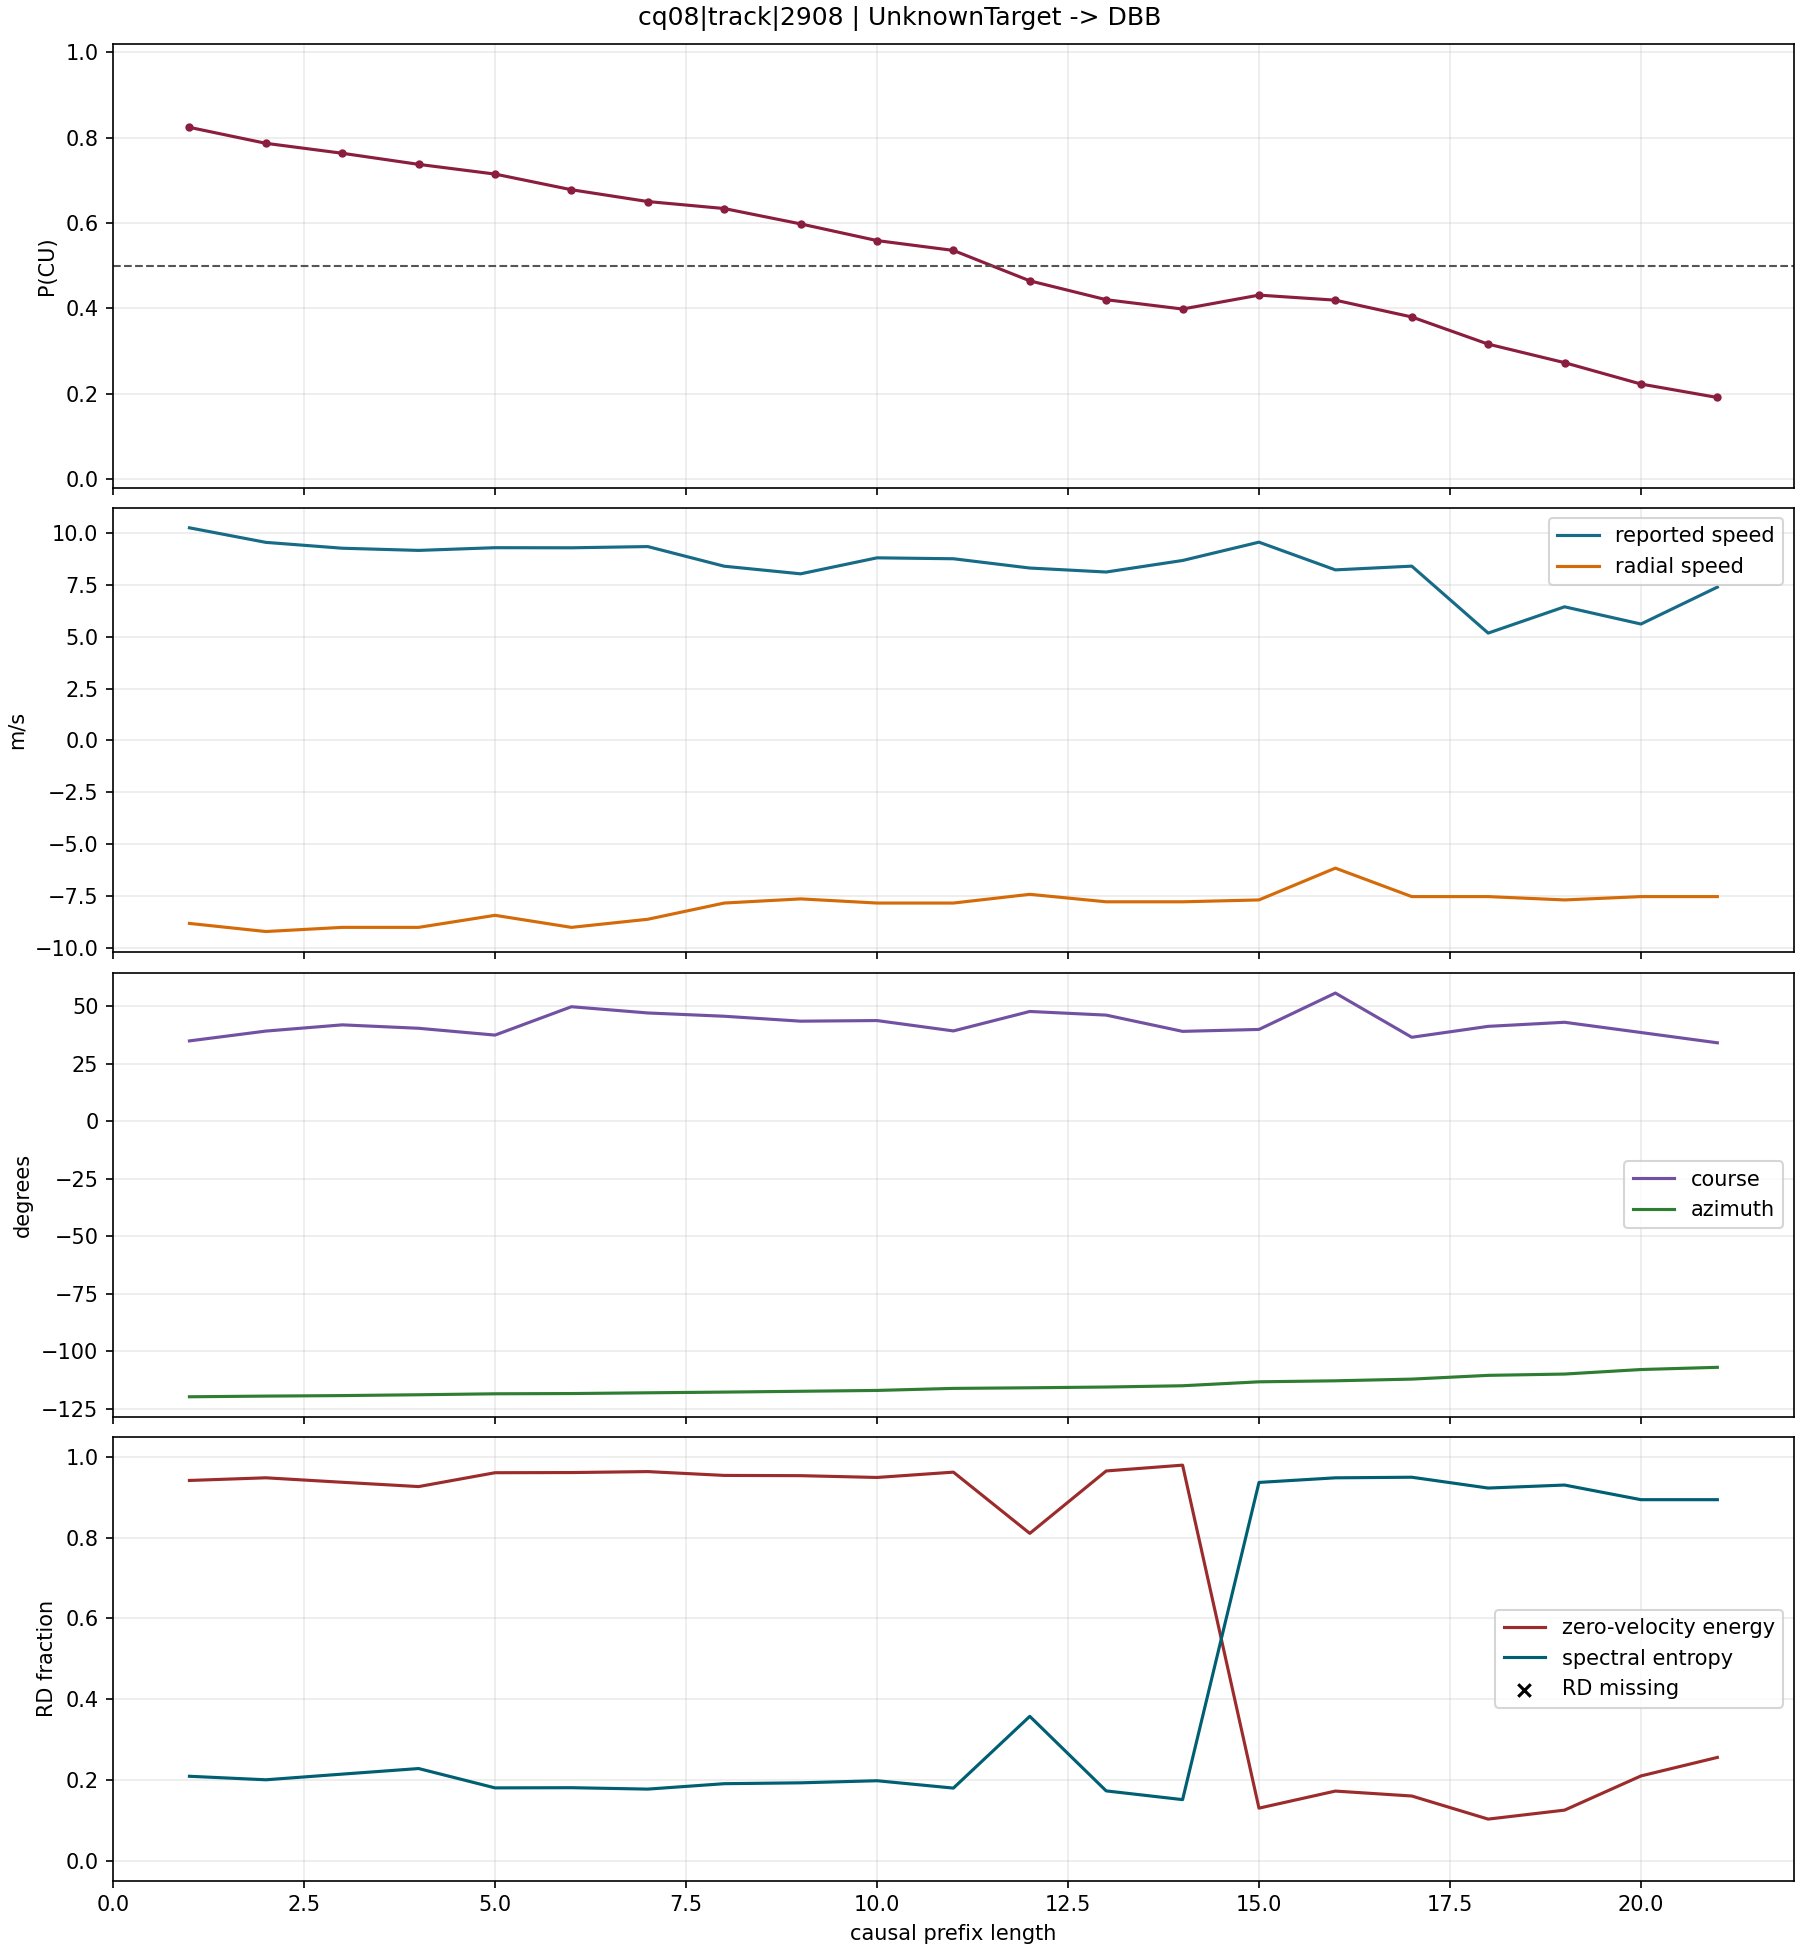 cq08|track|2908 | UnknownTarget -> DBB
1.0
0.8
0.6
0.4
0.2
0.0
P(CU)
10.0
7.5
5.0
2.5
0.0
−2.5
−5.0
−7.5
−10.0
m/s
reported speed
radial speed
50
25
0
−25
−50
−75
−100
−125
degrees
course
azimuth
1.0
0.8
0.6
0.4
0.2
0.0
RD fraction
zero-velocity energy
spectral entropy
RD missing
0.0 2.5 5.0 7.5 10.0 12.5 15.0 17.5 20.0
causal prefix length